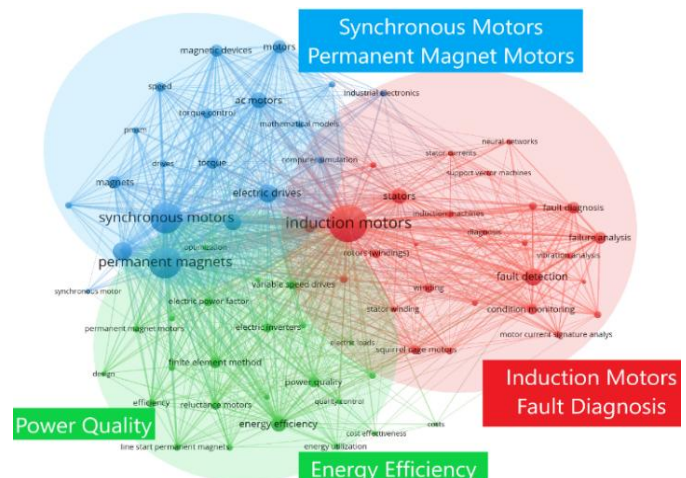 Synchronous Motors
Permanent Magnet Motors
magnetic devices
motors
speed
industrial electronics
ac motors
torque control
mathematical models
pmsm
neural networks
computer simulation
stator currents
drives
torque
support vector machines
magnets
electric drives
stators
synchronous motors
induction motors
induction machines
fault diagnosis
diagnosis
failure analysis
optimization
rotors (windings)
vibration analysis
permanent magnets
fault detection
variable speed drives
winding
synchronous motor
electric power factor
stator winding
condition monitoring
permanent magnet motors
electric inverters
motor current signature analys
electric loads
squirrel cage motors
finite element method
design
power quality
Induction Motors
Fault Diagnosis
efficiency
reluctance motors
quality control
Power Quality
energy efficiency
costs
cost effectiveness
line start permanent magnets
energy utilization
Energy Efficiency